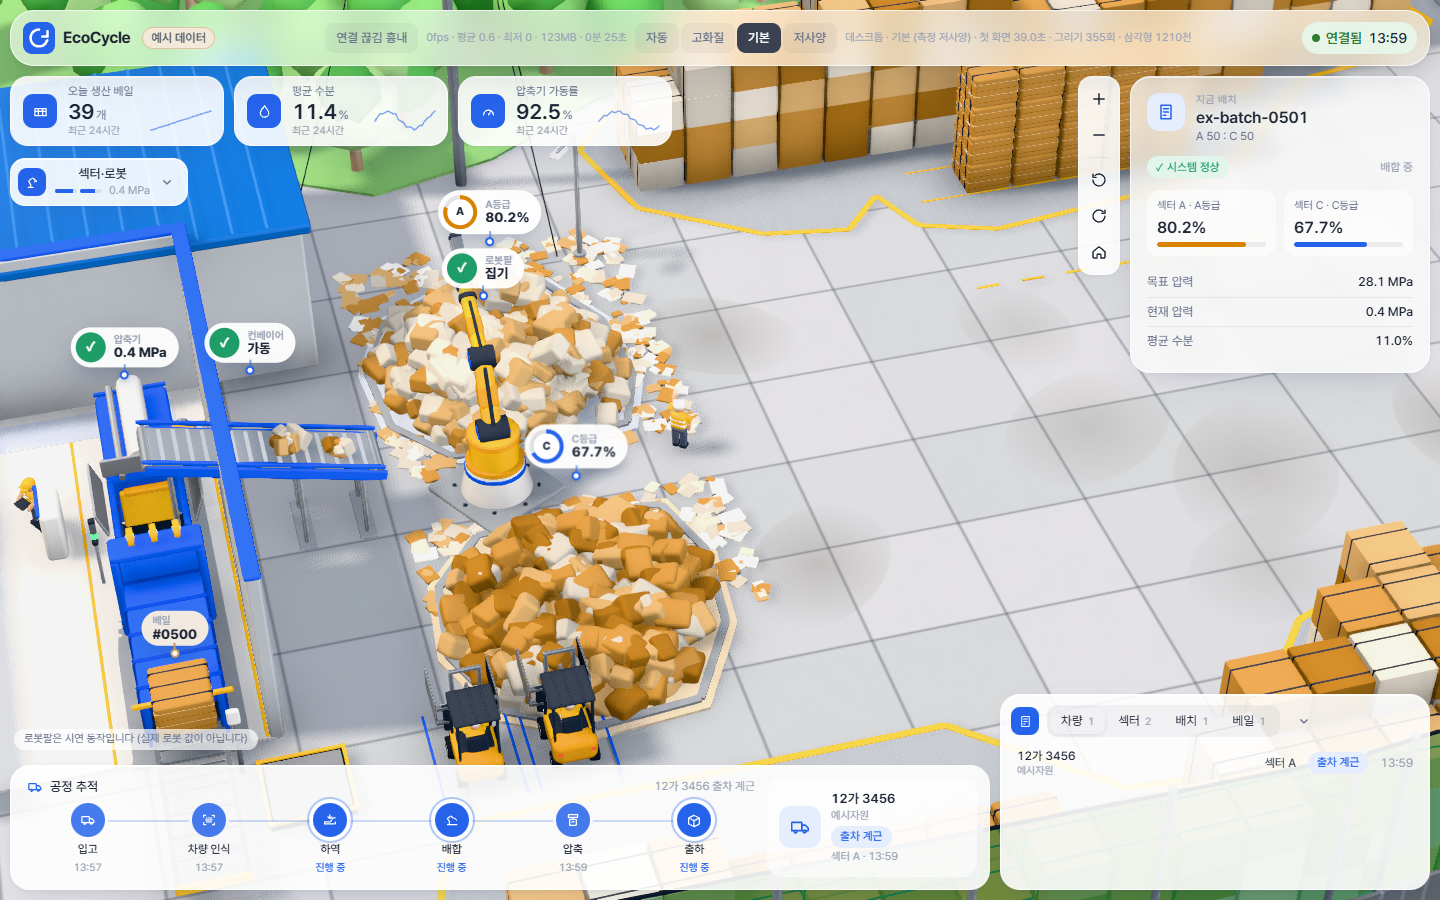 EcoCycle
예시 데이터
연결 끊김 흉내
0fps · 평균 0.6 · 최저 0 · 123MB · 0분 25초
자동
고화질
기본
저사양
데스크톱 · 기본 (측정 저사양) · 첫 화면 39.0초 · 그리기 355회 · 삼각형 1210천
연결됨 13:59
오늘 생산 베일
39개
최근 24시간
평균 수분
11.4%
최근 24시간
압축기 가동률
92.5%
최근 24시간
섹터·로봇
0.4 MPa
지금 배치
ex-batch-0501
A 50 : C 50
시스템 정상
배합 중
섹터 A · A등급
80.2%
섹터 C · C등급
67.7%
목표 압력
28.1 MPa
현재 압력
0.4 MPa
평균 수분
11.0%
A
A등급
80.2%
로봇팔
집기
압축기
0.4 MPa
컨베이어
가동
C
C등급
67.7%
베일
#0500
로봇팔은 시연 동작입니다 (실제 로봇 값이 아닙니다)
공정 추적
12가 3456 출차 계근
입고
13:57
차량 인식
13:57
하역
진행 중
배합
진행 중
압축
13:59
출하
진행 중
12가 3456
예시자원
출차 계근
섹터 A · 13:59
차량 1
섹터 2
배치 1
베일 1
12가 3456
예시자원
섹터 A
출차 계근
13:59